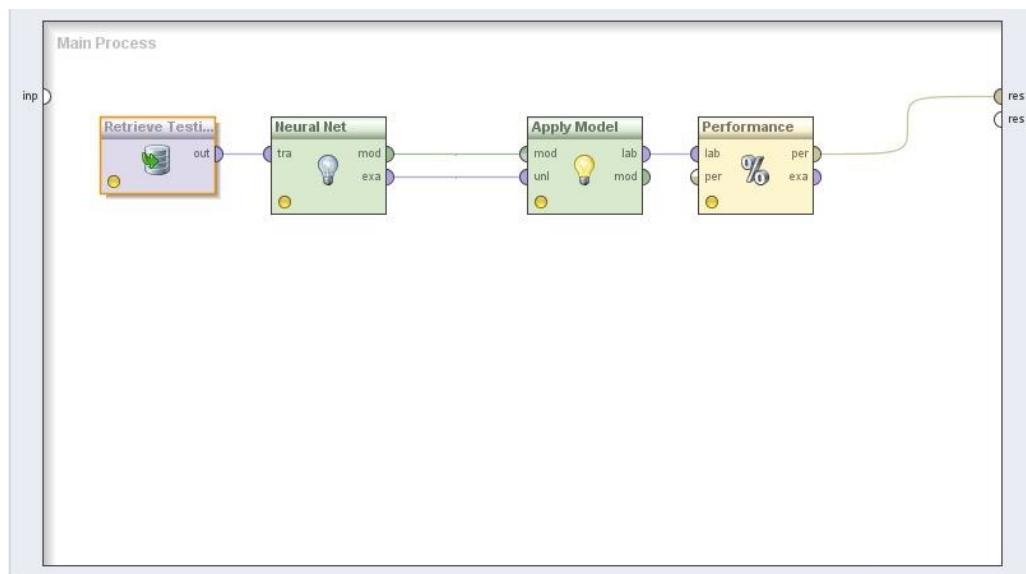 Main Process
inp
res
res
Retrieve Testi...
out
Neural Net
tra
mod
exa
Apply Model
mod
lab
unl
mod
Performance
lab
per
per
exa
%